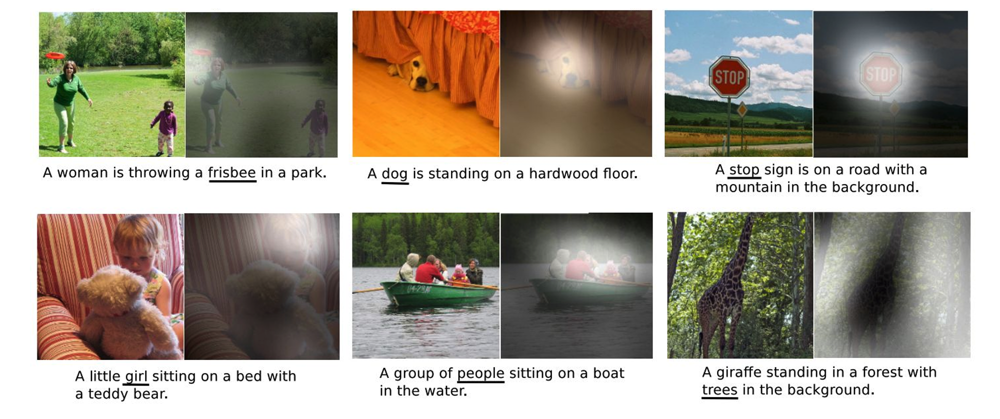 STOP
STOP
A woman is throwing a frisbee in a park.
A dog is standing on a hardwood floor.
A stop sign is on a road with a
mountain in the background.
A little girl sitting on a bed with
a teddy bear.
A group of people sitting on a boat
in the water.
A giraffe standing in a forest with
trees in the background.